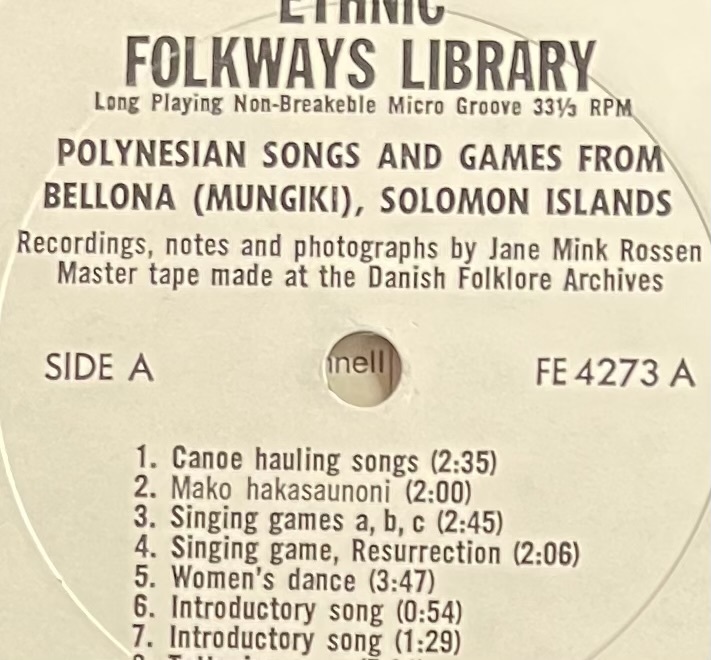 ETHNIC
FOLKWAYS LIBRARY
Long Playing Non-Breakeble Micro Groove 33⅓ RPM
POLYNESIAN SONGS AND GAMES FROM
BELLONA (MUNGIKI), SOLOMON ISLANDS
Recordings, notes and photographs by Jane Mink Rossen
Master tape made at the Danish Folklore Archives
SIDE A
nell
FE 4273 A
1. Canoe hauling songs (2:35)
2. Mako hakasaunoni (2:00)
3. Singing games a, b, c (2:45)
4. Singing game, Resurrection (2:06)
5. Women's dance (3:47)
6. Introductory song (0:54)
7. Introductory song (1:29)